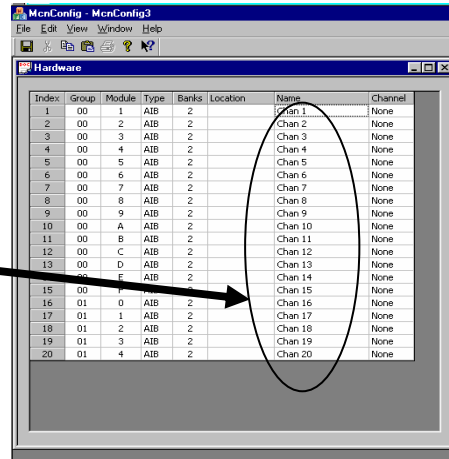 McnConfig - McnConfig3
File Edit View Window Help
Hardware
Index Group Module Type Banks Location Name Channel
1 00 1 AIB 2 Chan 1 None
2 00 2 AIB 2 Chan 2 None
3 00 3 AIB 2 Chan 3 None
4 00 4 AIB 2 Chan 4 None
5 00 5 AIB 2 Chan 5 None
6 00 6 AIB 2 Chan 6 None
7 00 7 AIB 2 Chan 7 None
8 00 8 AIB 2 Chan 8 None
9 00 9 AIB 2 Chan 9 None
10 00 A AIB 2 Chan 10 None
11 00 B AIB 2 Chan 11 None
12 00 C AIB 2 Chan 12 None
13 00 D AIB 2 Chan 13 None
14 00 E AIB 2 Chan 14 None
15 00 AIB 2 Chan 15 None
16 01 0 AIB 2 Chan 16 None
17 01 1 AIB 2 Chan 17 None
18 01 2 AIB 2 Chan 18 None
19 01 3 AIB 2 Chan 19 None
20 01 4 AIB 2 Chan 20 None